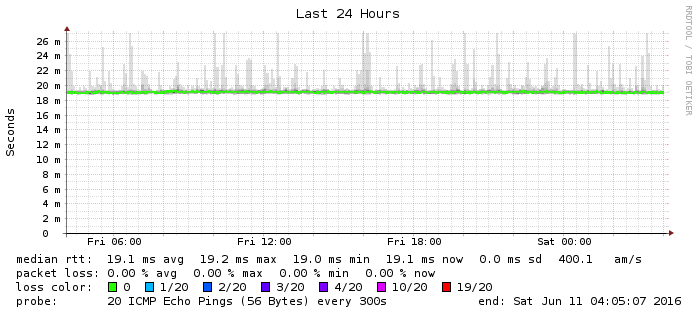 Last 24 Hours
RRDTOOL / TOBI OETIKER
Seconds
26 m
24 m
22 m
20 m
18 m
16 m
14 m
12 m
10 m
8 m
6 m
4 m
2 m
0
Fri 06:00 Fri 12:00 Fri 18:00 Sat 00:00
median rtt: 19.1 ms avg 19.2 ms max 19.0 ms min 19.1 ms now 0.0 ms sd 400.1 am/s
packet loss: 0.00 % avg 0.00 % max 0.00 % min 0.00 % now
loss color: 0 1/20 2/20 3/20 4/20 10/20 19/20
probe: 20 ICMP Echo Pings (56 Bytes) every 300s end: Sat Jun 11 04:05:07 2016